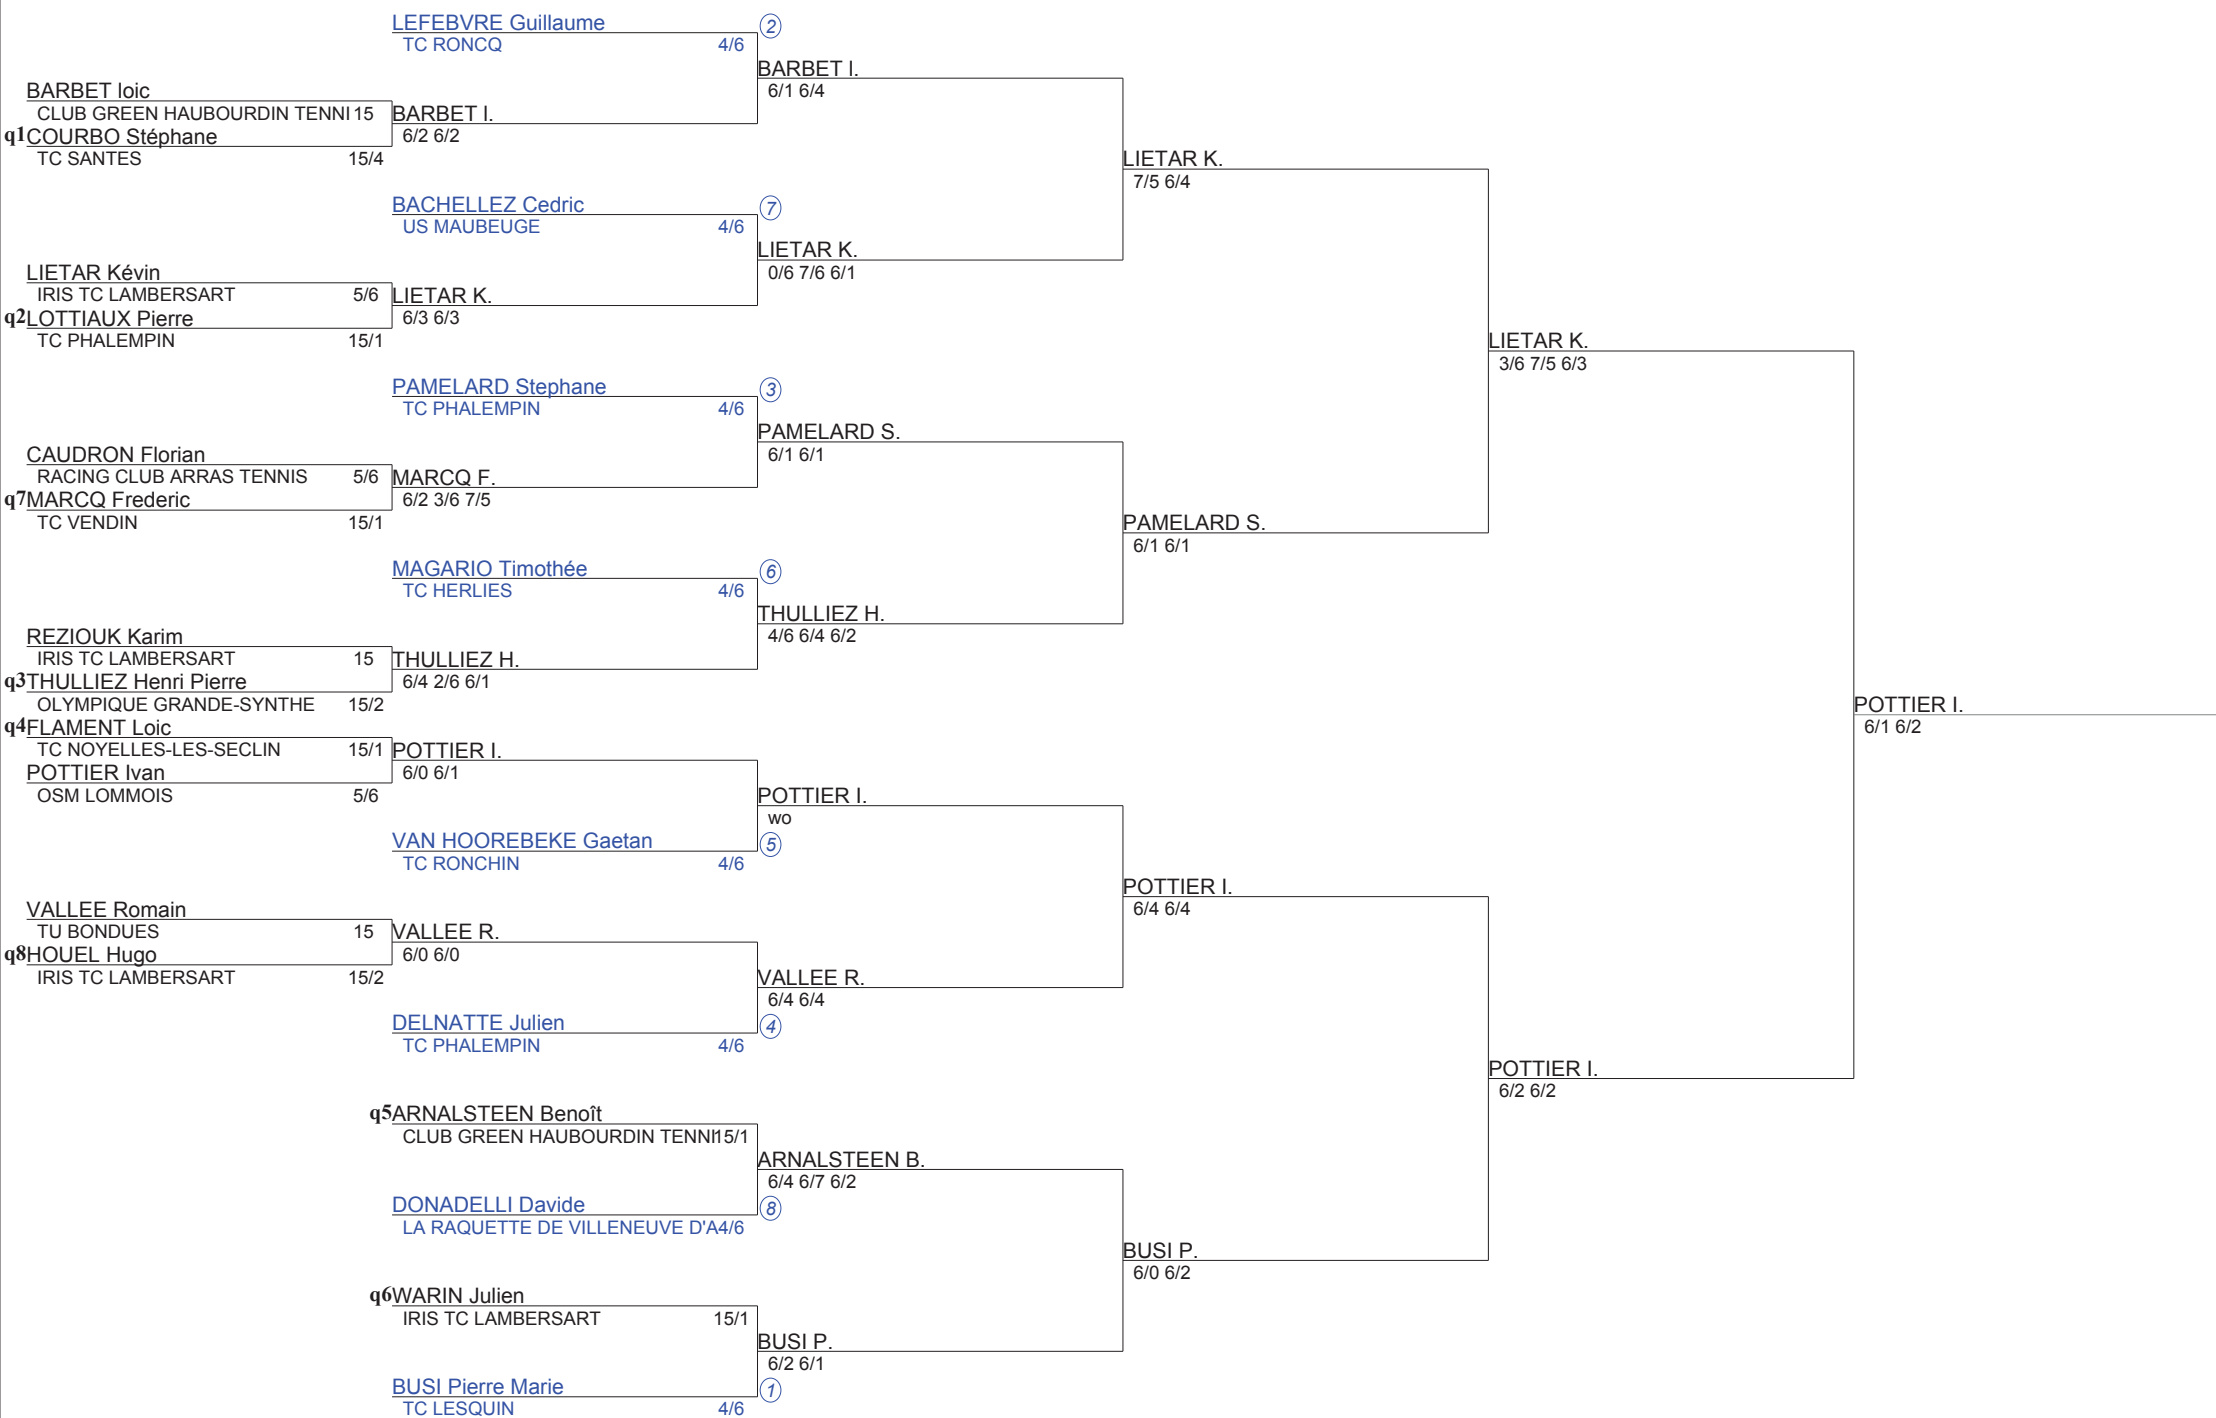 LEFEBVRE Guillaume 2
TC RONCQ 4/6
BARBET l.
6/1 6/4
BARBET loic
CLUB GREEN HAUBOURDIN TENNI 15
BARBET l.
6/2 6/2
q1 COURBO Stéphane
TC SANTES 15/4
LIETAR K.
7/5 6/4
BACHELLEZ Cedric 7
US MAUBEUGE 4/6
LIETAR K.
0/6 7/6 6/1
LIETAR Kévin
IRIS TC LAMBERSART 5/6
LIETAR K.
6/3 6/3
q2 LOTTIAUX Pierre
TC PHALEMPIN 15/1
LIETAR K.
3/6 7/5 6/3
PAMELARD Stephane 3
TC PHALEMPIN 4/6
PAMELARD S.
6/1 6/1
CAUDRON Florian
RACING CLUB ARRAS TENNIS 5/6
MARCQ F.
6/2 3/6 7/5
q7 MARCQ Frederic
TC VENDIN 15/1
PAMELARD S.
6/1 6/1
MAGARIO Timothée 6
TC HERLIES 4/6
THULLIEZ H.
4/6 6/4 6/2
REZIOUK Karim
IRIS TC LAMBERSART 15
THULLIEZ H.
6/4 2/6 6/1
q3 THULLIEZ Henri Pierre
OLYMPIQUE GRANDE-SYNTHE 15/2
POTTIER I.
6/1 6/2
q4 FLAMENT Loic
TC NOYELLES-LES-SECLIN 15/1
POTTIER I.
6/0 6/1
POTTIER Ivan
OSM LOMMOIS 5/6
POTTIER I.
wo
VAN HOOREBEKE Gaetan 5
TC RONCHIN 4/6
POTTIER I.
6/4 6/4
VALLEE Romain
TU BONDUES 15
VALLEE R.
6/0 6/0
q8 HOUEL Hugo
IRIS TC LAMBERSART 15/2
VALLEE R.
6/4 6/4
DELNATTE Julien 4
TC PHALEMPIN 4/6
POTTIER I.
6/2 6/2
q5 ARNALSTEEN Benoît
CLUB GREEN HAUBOURDIN TENNI 15/1
ARNALSTEEN B.
6/4 6/7 6/2
DONADELLI Davide 8
LA RAQUETTE DE VILLENEUVE D'A 4/6
BUSI P.
6/0 6/2
q6 WARIN Julien
IRIS TC LAMBERSART 15/1
BUSI P.
6/2 6/1
BUSI Pierre Marie 1
TC LESQUIN 4/6